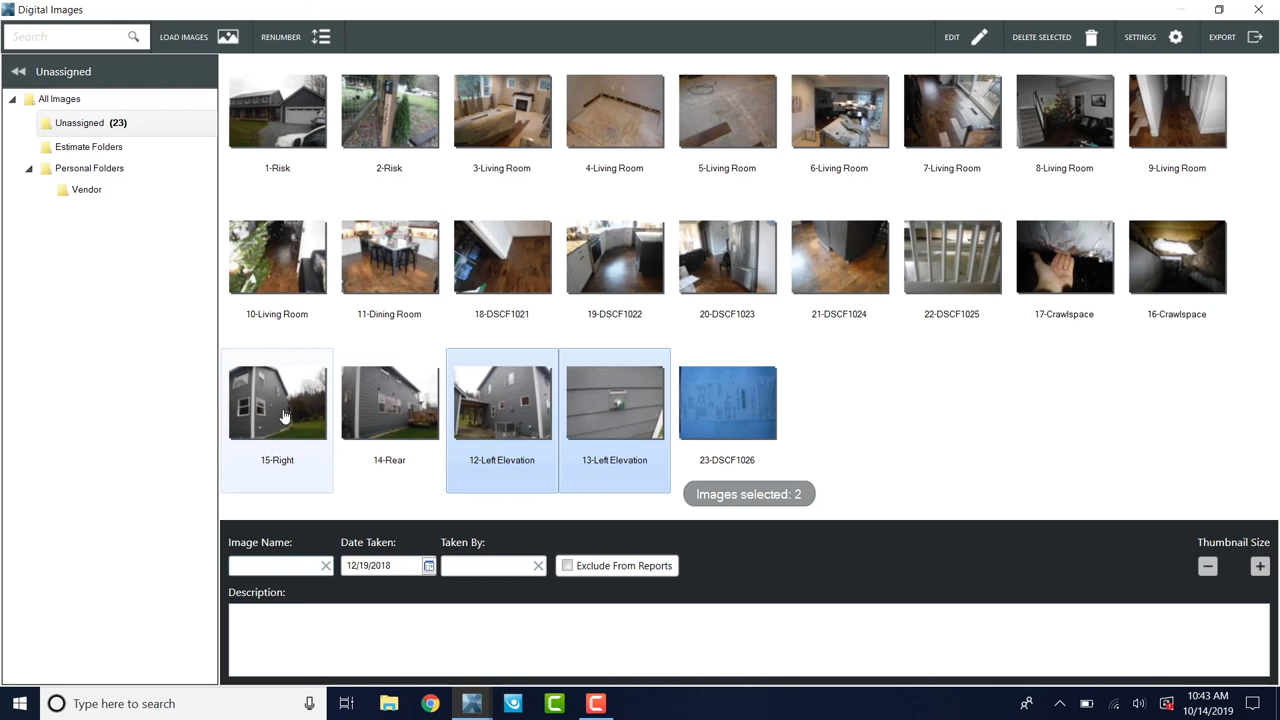 Digital Images
Search
LOAD IMAGES
RENUMBER
EDIT
DELETE SELECTED
SETTINGS
EXPORT
Unassigned
All Images
Unassigned (23)
Estimate Folders
Personal Folders
Vendor
1-Risk
2-Risk
3-Living Room
4-Living Room
5-Living Room
6-Living Room
7-Living Room
8-Living Room
9-Living Room
10-Living Room
11-Dining Room
18-DSCF1021
19-DSCF1022
20-DSCF1023
21-DSCF1024
22-DSCF1025
17-Crawlspace
16-Crawlspace
15-Right
14-Rear
12-Left Elevation
13-Left Elevation
23-DSCF1026
Images selected: 2
Image Name:
Date Taken:
Taken By:
Thumbnail Size
12/19/2018
Exclude From Reports
Description:
Type here to search
10:43 AM
10/14/2019